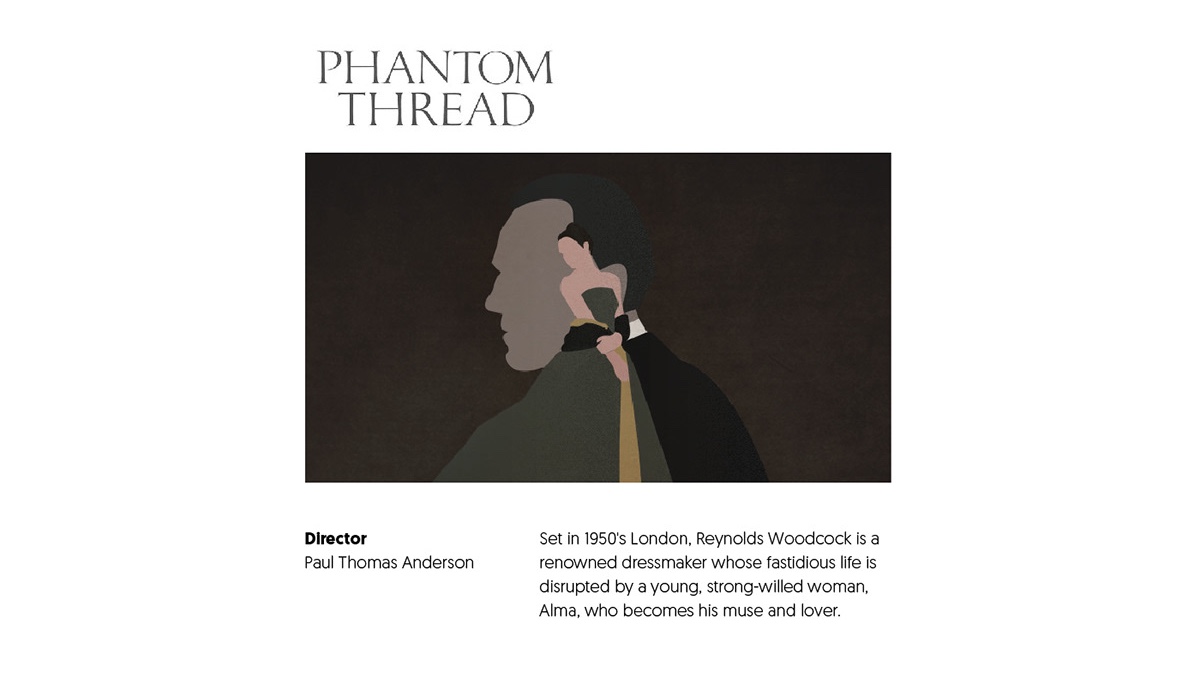 PHANTOM
THREAD
Director
Paul Thomas Anderson
Set in 1950's London, Reynolds Woodcock is a
renowned dressmaker whose fastidious life is
disrupted by a young, strong-willed woman,
Alma, who becomes his muse and lover.